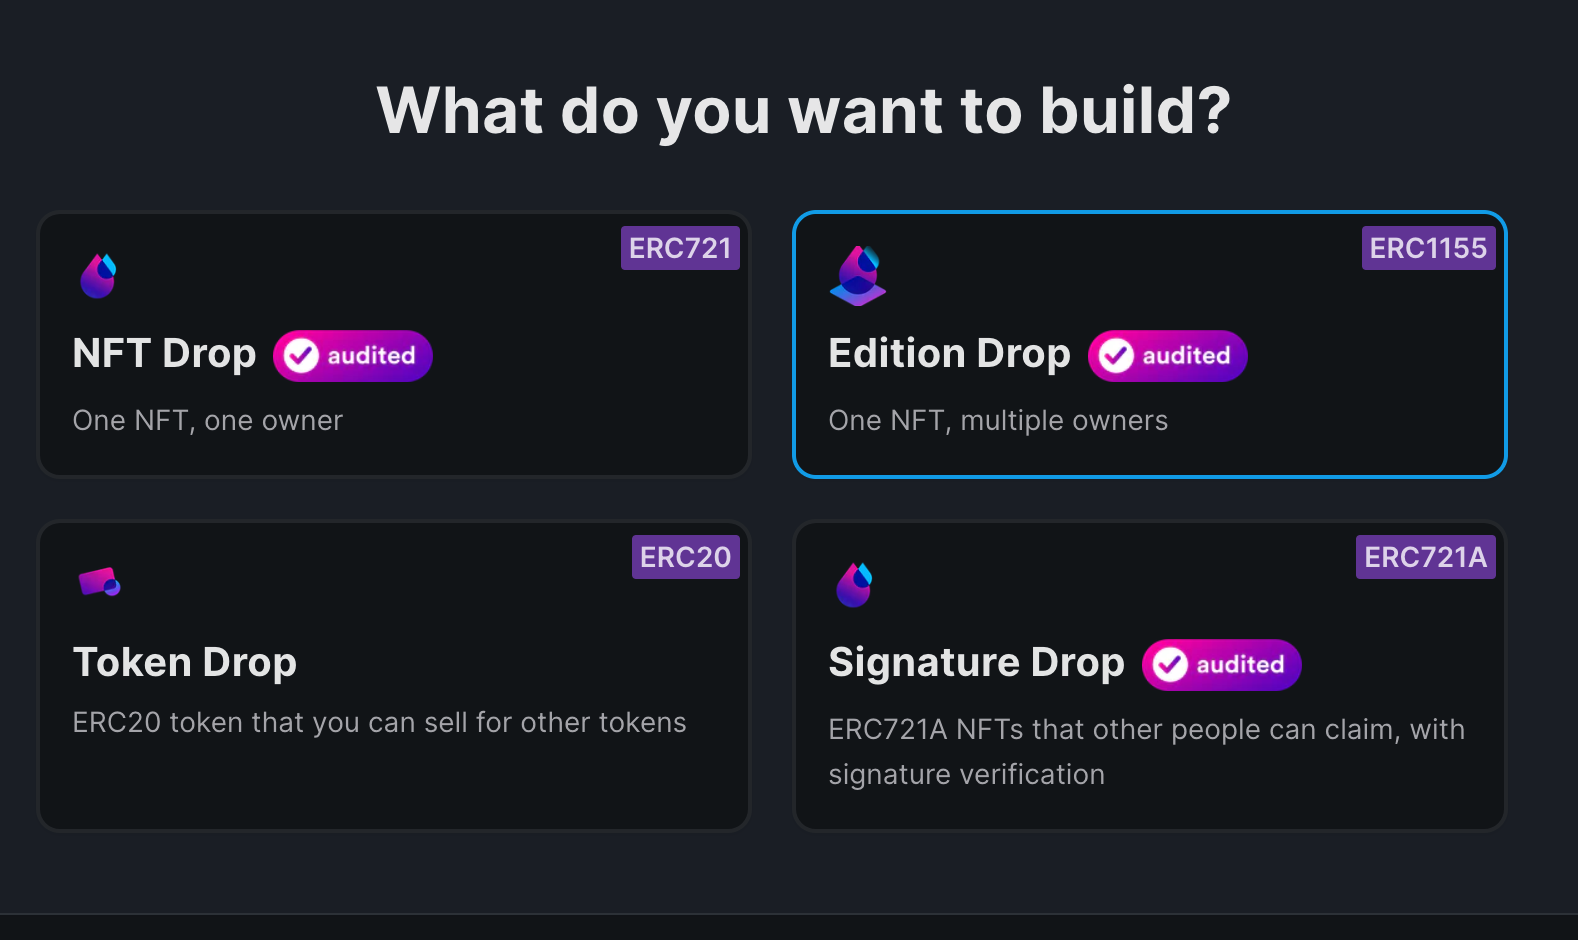 What do you want to build?
ERC721
NFT Drop audited
One NFT, one owner
ERC1155
Edition Drop audited
One NFT, multiple owners
ERC20
Token Drop
ERC20 token that you can sell for other tokens
ERC721A
Signature Drop audited
ERC721A NFTs that other people can claim, with
signature verification